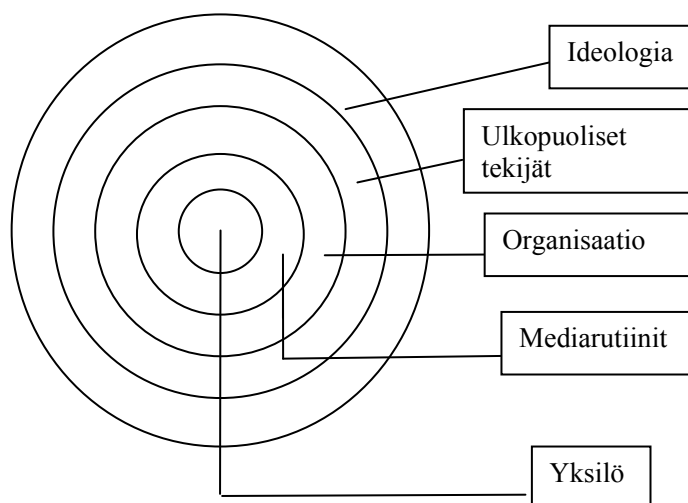 Ideologia
Ulkopuoliset
tekijät
Organisaatio
Mediarutiinit
Yksilö